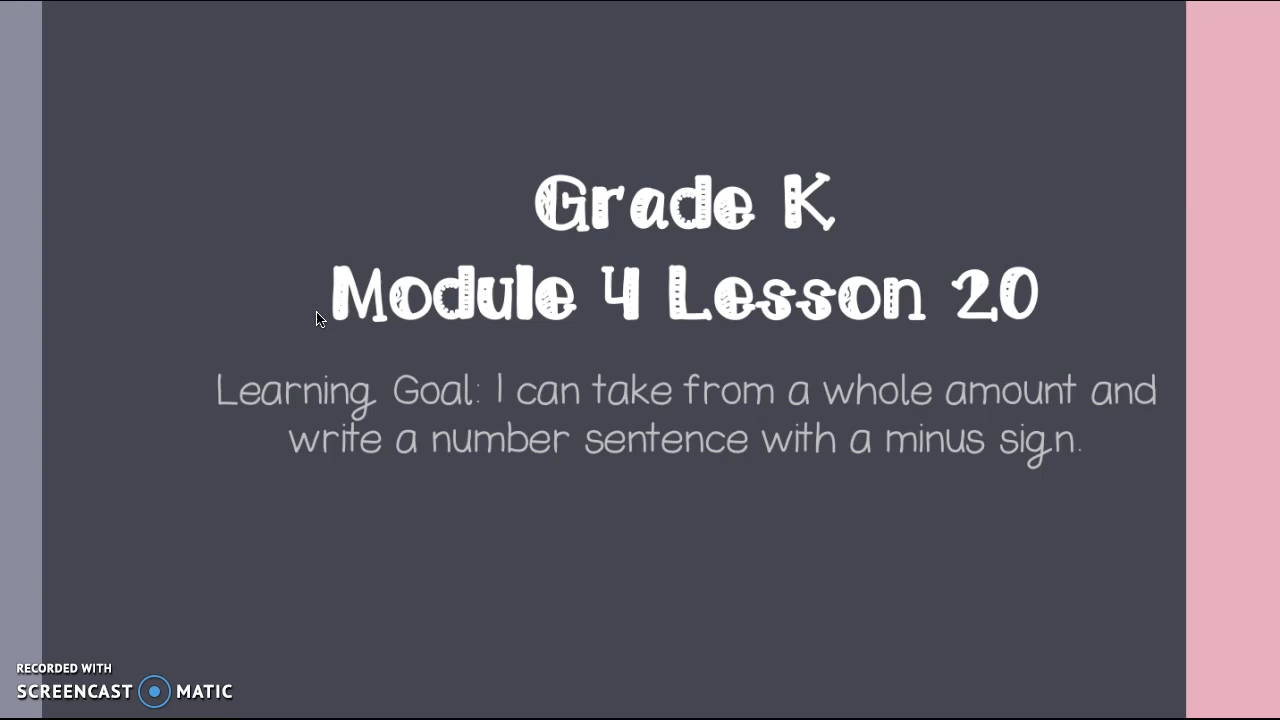 Grade K
Module 4 Lesson 20
Learning Goal: I can take from a whole amount and
write a number sentence with a minus sign.
RECORDED WITH
SCREENCAST MATIC